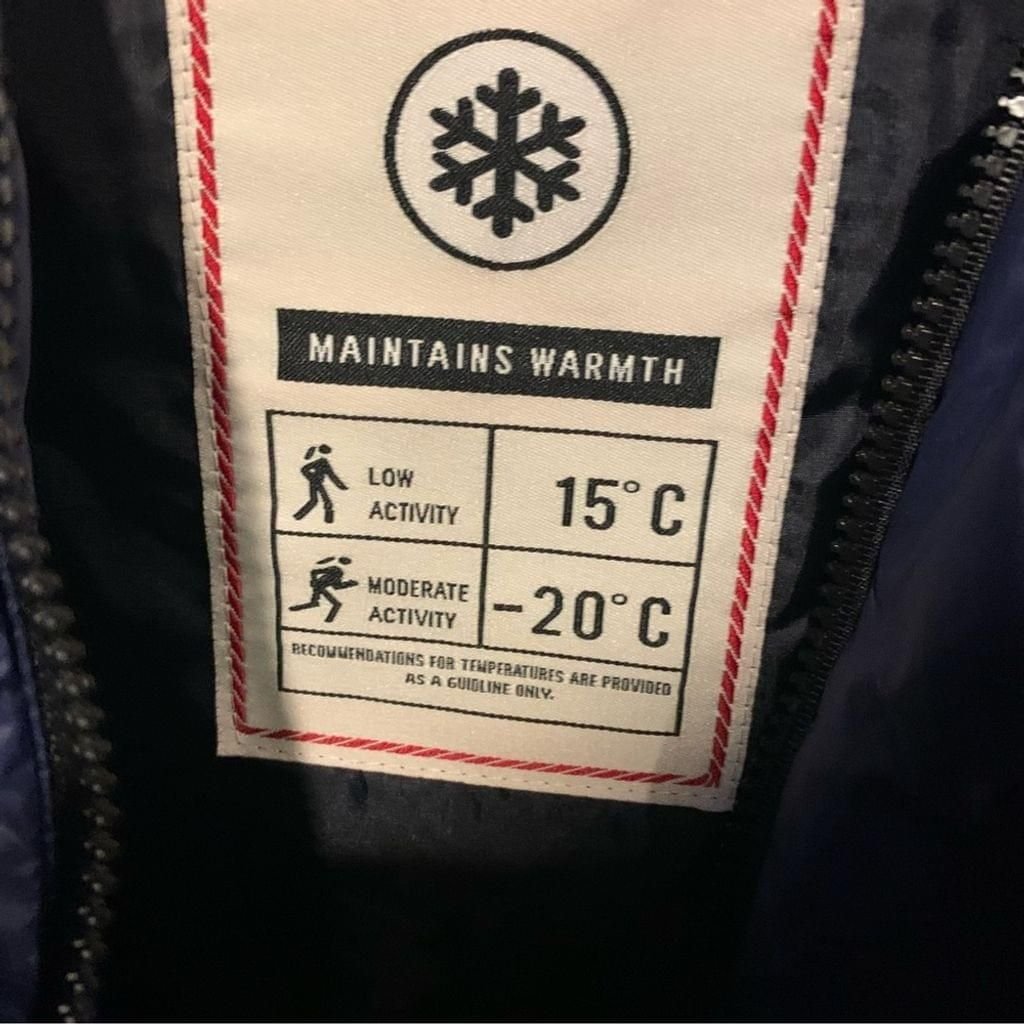 MAINTAINS WARMTH
LOW
ACTIVITY
15°C
MODERATE
ACTIVITY
-20°C
RECOMMENDATIONS FOR TEMPERATURES ARE PROVIDED
AS A GUIDLINE ONLY.